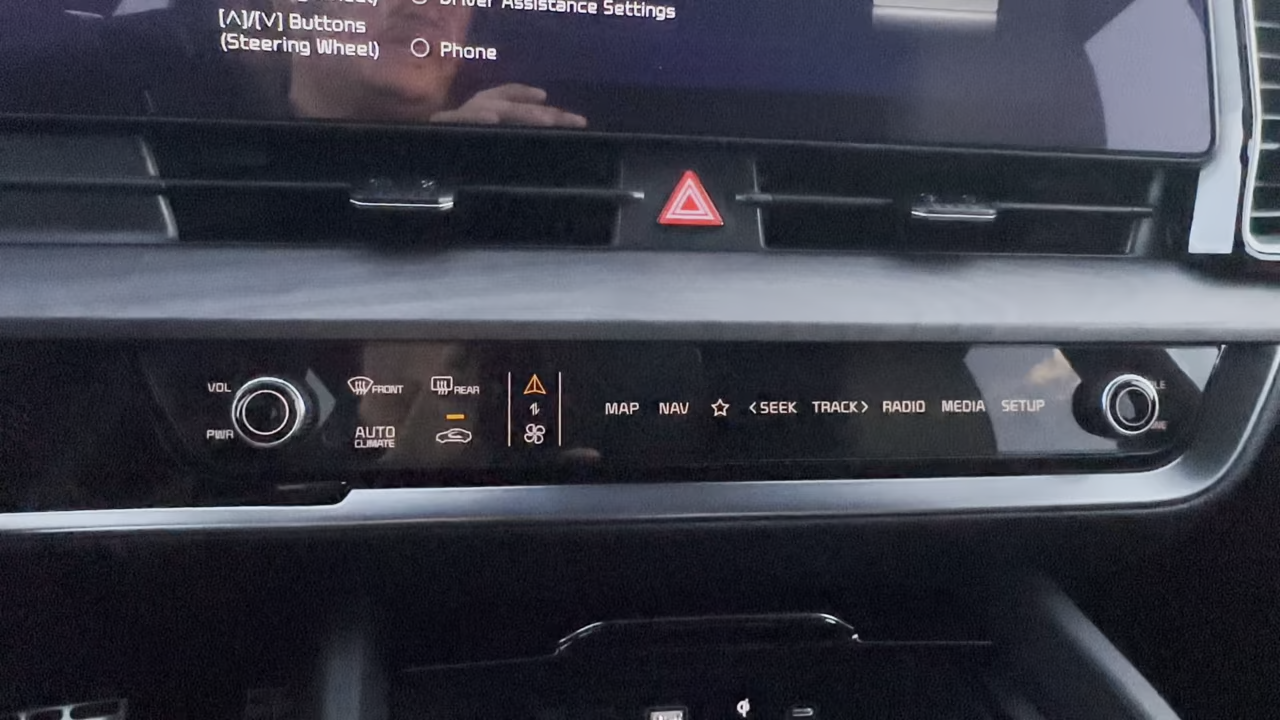 Driver Assistance Settings
[∧]/[∨] Buttons
(Steering Wheel)
Phone
VOL
PWR
FRONT
REAR
AUTO
CLIMATE
MAP NAV <SEEK TRACK> RADIO MEDIA SETUP